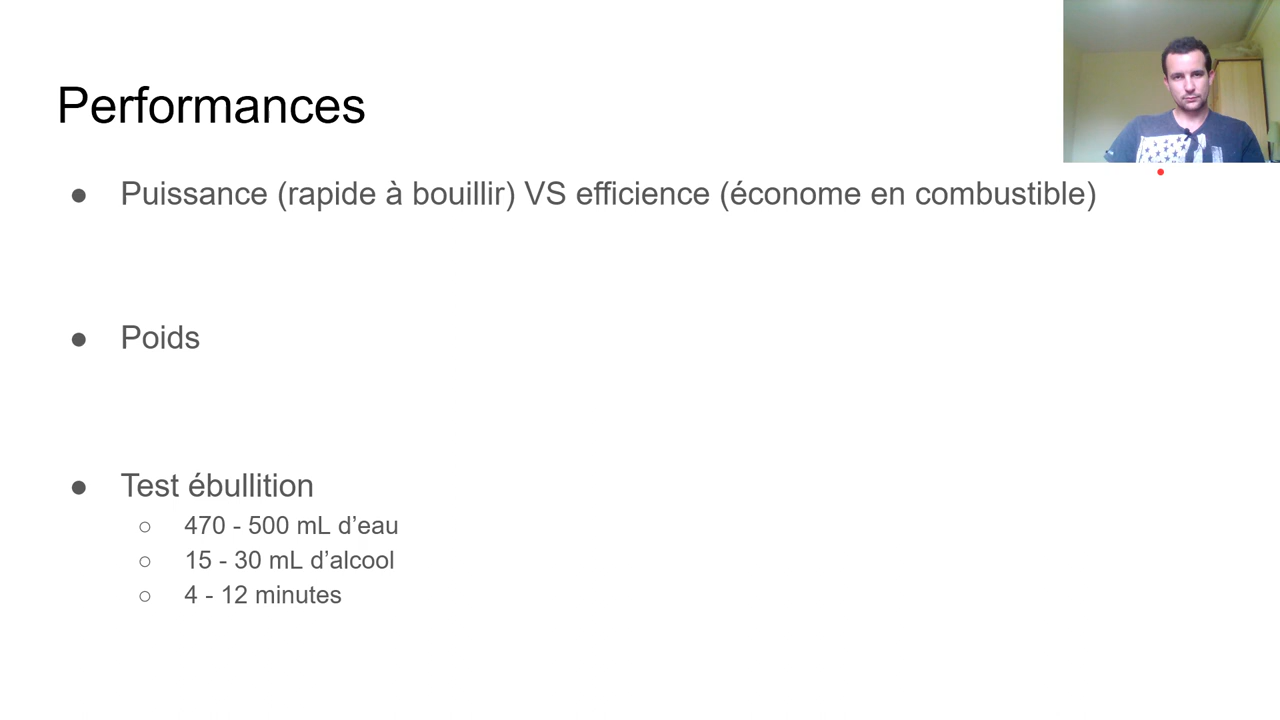 Performances
● Puissance (rapide à bouillir) VS efficience (économe en combustible)
● Poids
● Test ébullition
○ 470 - 500 mL d’eau
○ 15 - 30 mL d’alcool
○ 4 - 12 minutes